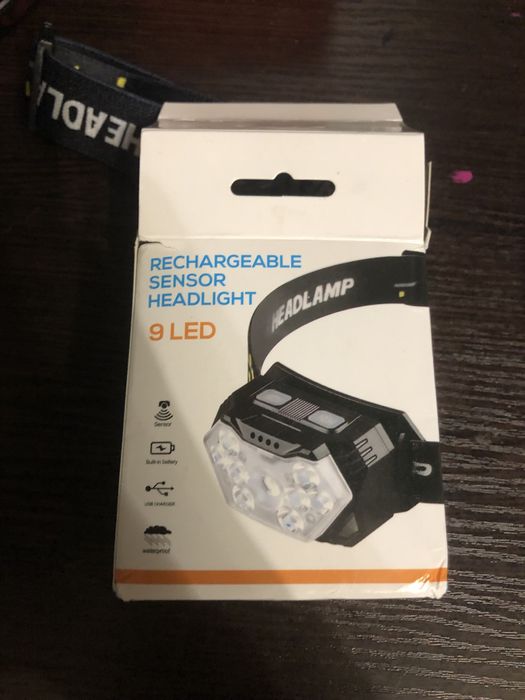 HEADLA
HEADLAMP
RECHARGEABLE
SENSOR
HEADLIGHT
9 LED
Sensor
Built-in battery
USB CHARGER
waterproof